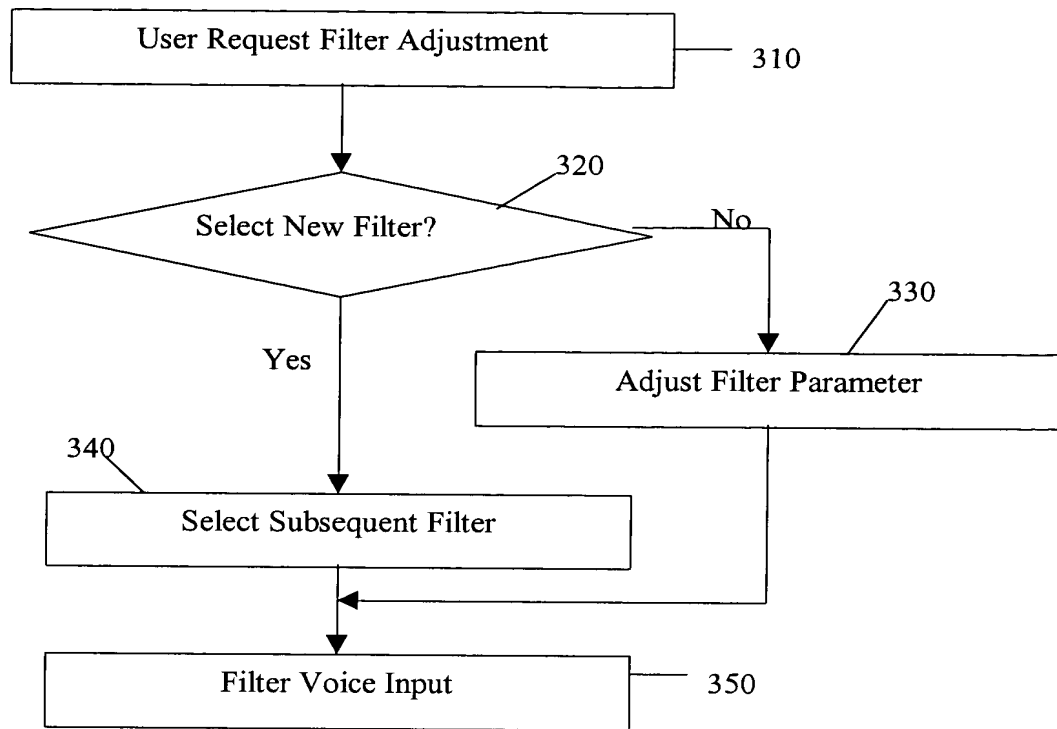 User Request Filter Adjustment
310
320
Select New Filter?
No
330
Yes
Adjust Filter Parameter
340
Select Subsequent Filter
Filter Voice Input
350